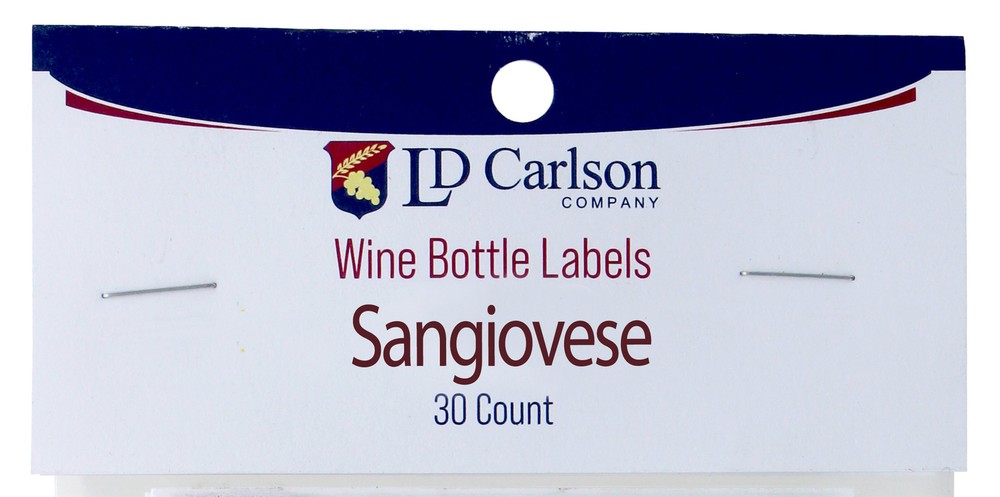 LD Carlson
COMPANY
Wine Bottle Labels
Sangiovese
30 Count